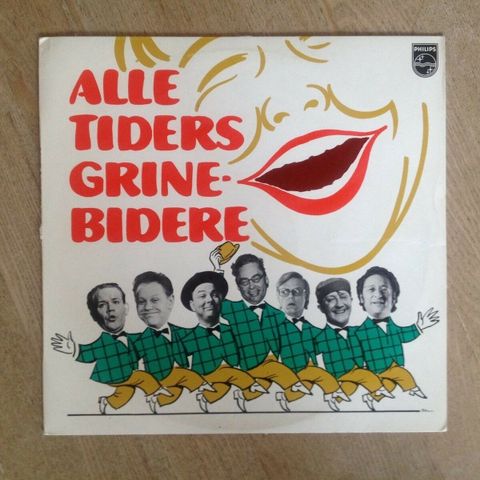 PHILIPS
ALLE
TIDERS
GRINE-
BIDERE